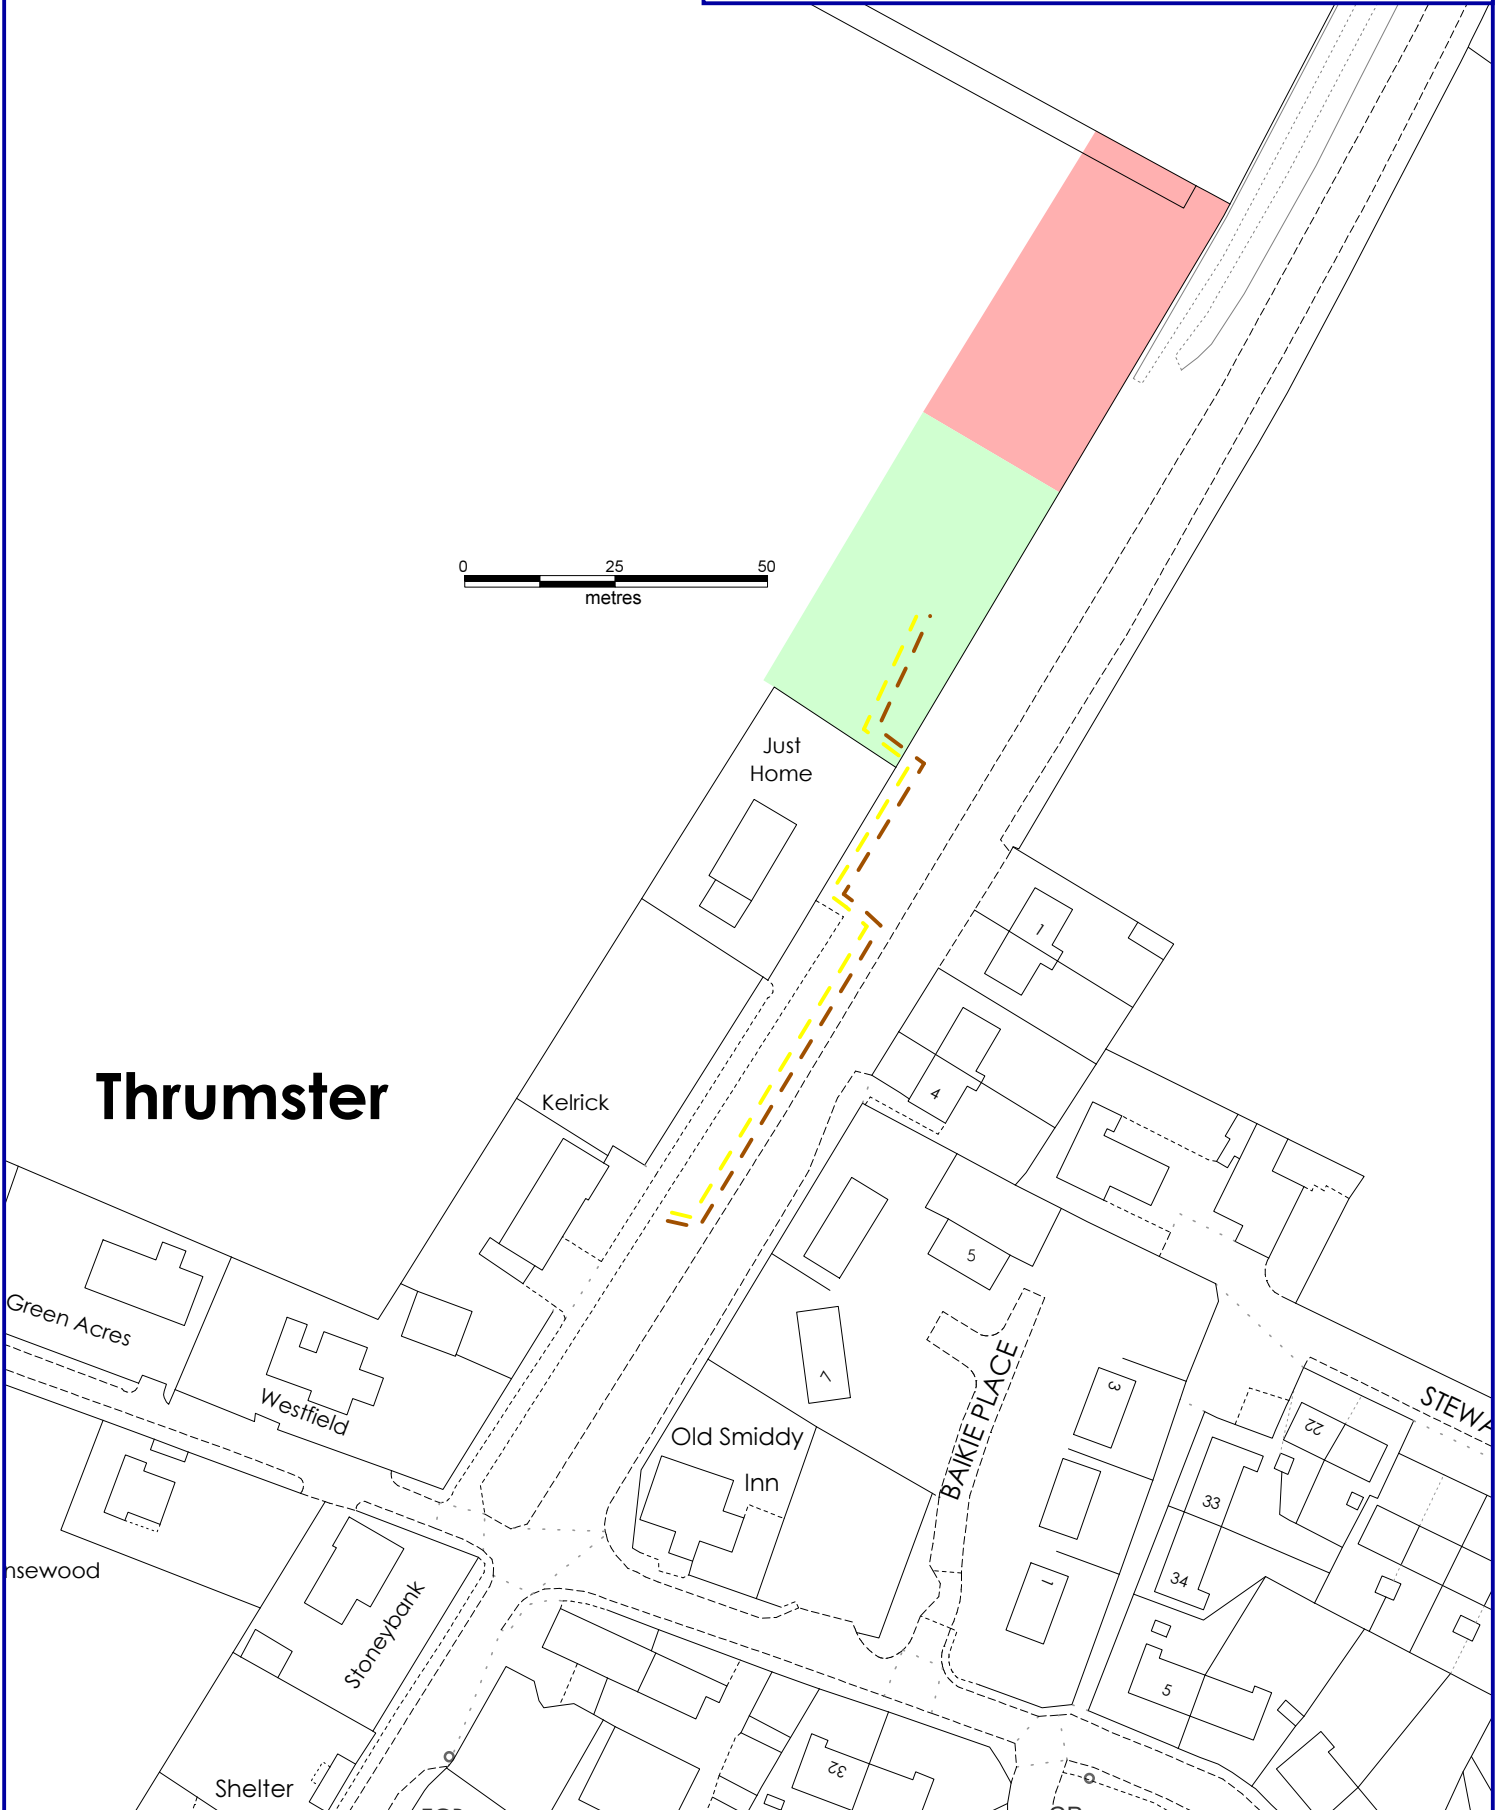 0 25 50
metres
Just
Home
1
4
Thrumster
Kelrick
5
Green Acres
Westfield
7
BAIKIE PLACE
3
STEWA
22
Old Smiddy
Inn
33
34
nsewood
1
Stoneybank
5
32
Shelter